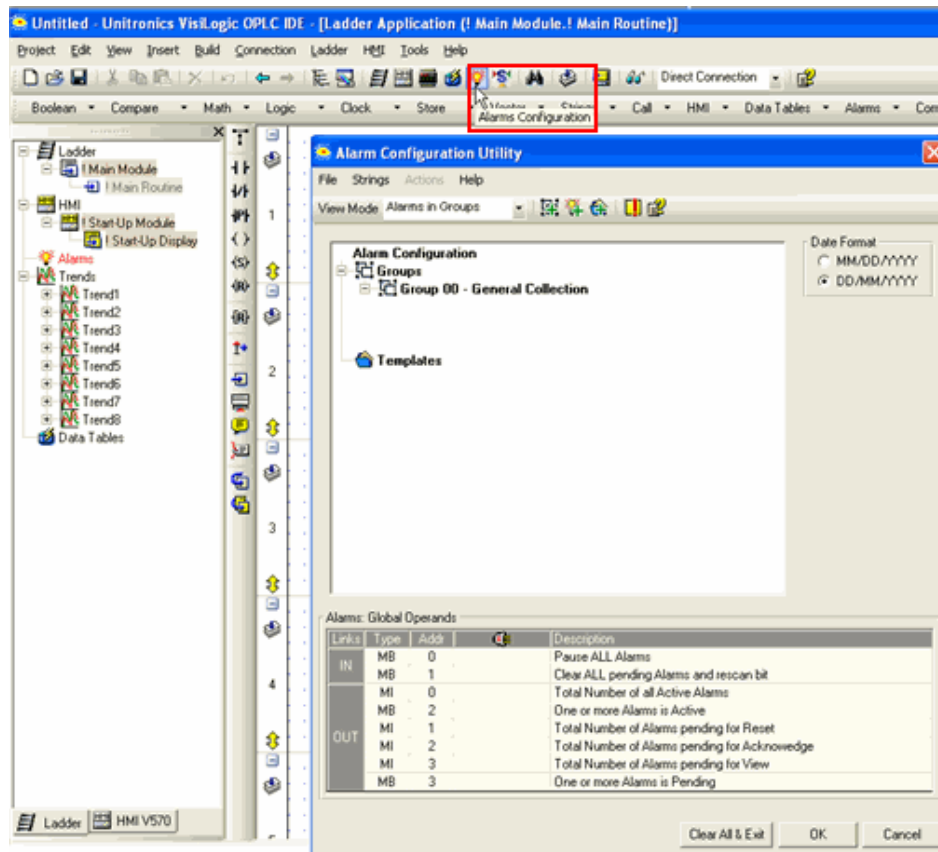 Untitled - Unitronics VisiLogic OPLC IDE - [Ladder Application (! Main Module.! Main Routine)]
Project Edit View Insert Build Connection Ladder HMI Tools Help
Direct Connection
Boolean Compare Math Logic Clock Store Vector Strings Call HMI Data Tables Alarms Com
Alarms Configuration
Ladder
! Main Module
! Main Routine
HMI
! Start-Up Module
! Start-Up Display
Alarms
Trends
Trend1
Trend2
Trend3
Trend4
Trend5
Trend6
Trend7
Trend8
Data Tables
1
2
3
4
Alarm Configuration Utility
File Strings Actions Help
View Mode Alarms in Groups
Alarm Configuration
Groups
Group 00 - General Collection
Templates
Date Format
MM/DD/YYYY
DD/MM/YYYY
Alarms: Global Operands
Links Type Addr Description
IN
MB 0 Pause ALL Alarms
MB 1 Clear ALL pending Alarms and rescan bit
OUT
MI 0 Total Number of all Active Alarms
MB 2 One or more Alarms is Active
MI 1 Total Number of Alarms pending for Reset
MI 2 Total Number of Alarms pending for Acknowedge
MI 3 Total Number of Alarms pending for View
MB 3 One or more Alarms is Pending
Clear All & Exit OK Cancel
Ladder HMI V570